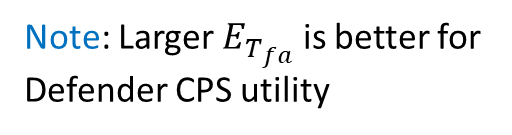 Note: Larger $E_{T_{fa}}$ is better for
Defender CPS utility